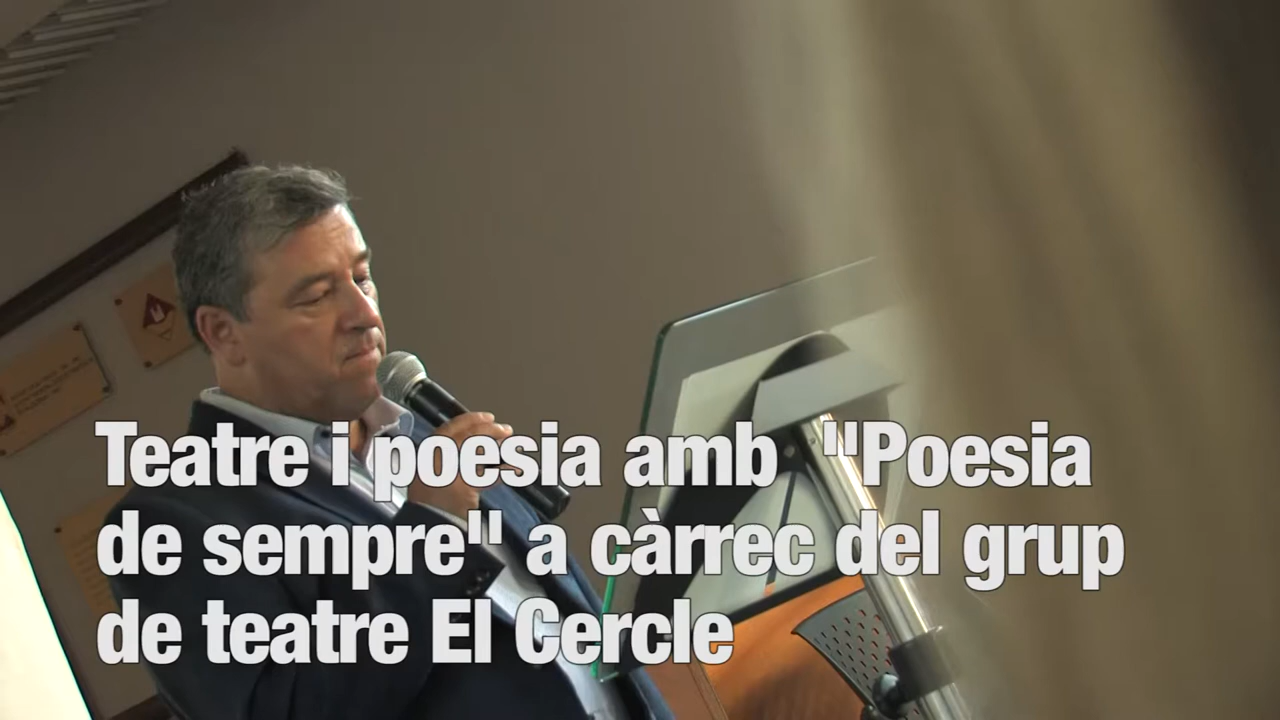 Teatre i poesia amb "Poesia
de sempre" a càrrec del grup
de teatre El Cercle